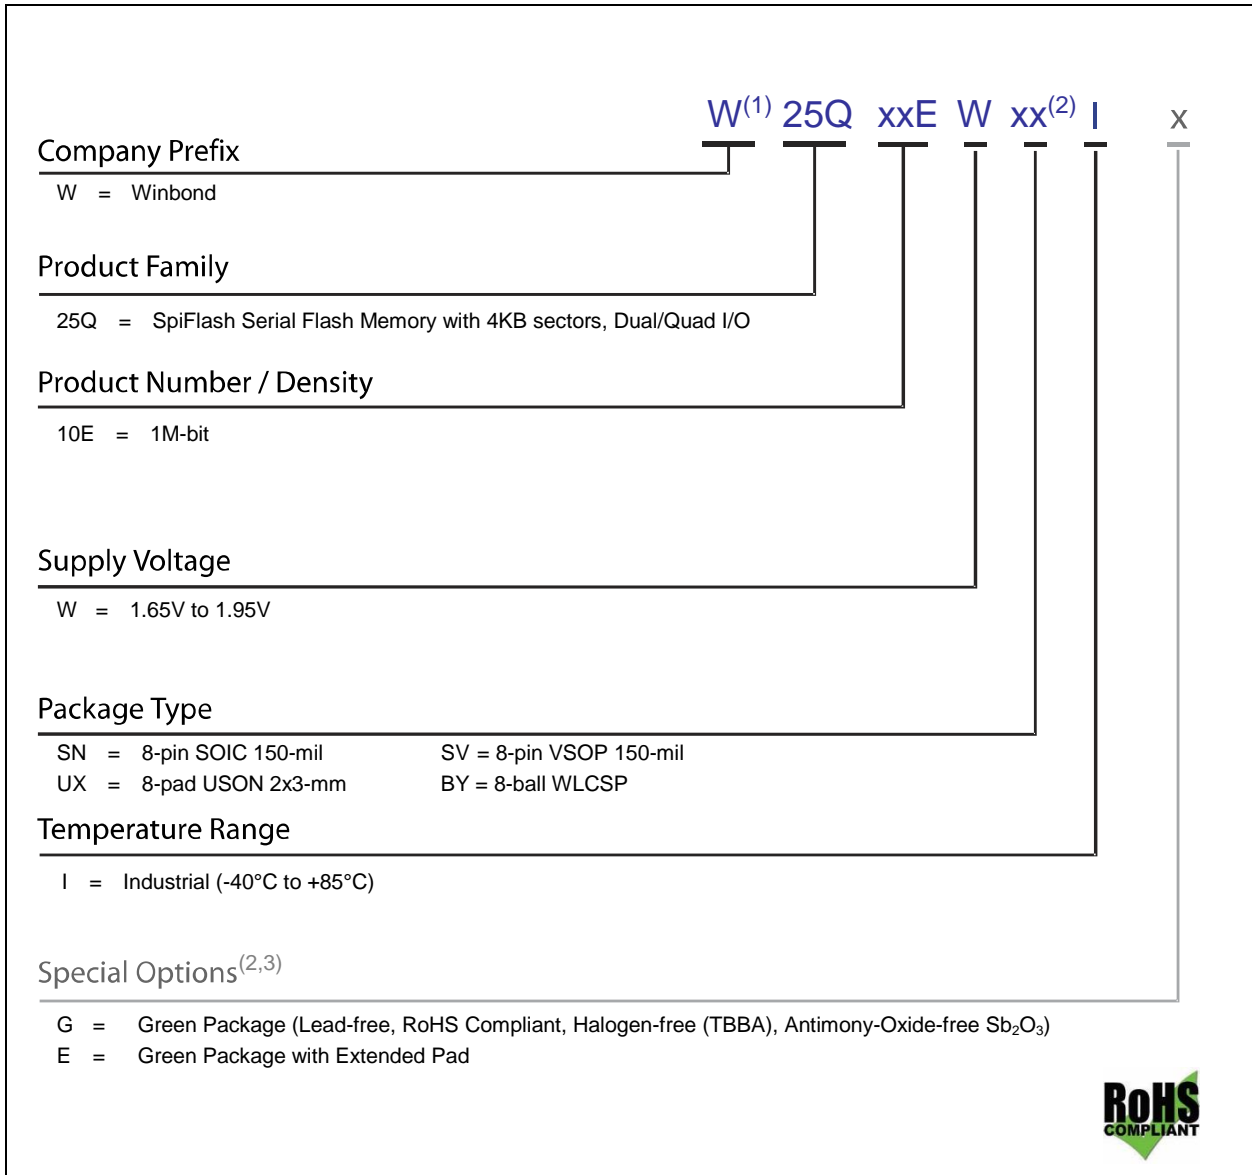 W(1) 25Q xxE W xx(2) I x
Company Prefix
W = Winbond
Product Family
25Q = SpiFlash Serial Flash Memory with 4KB sectors, Dual/Quad I/O
Product Number / Density
10E = 1M-bit
Supply Voltage
W = 1.65V to 1.95V
Package Type
SN = 8-pin SOIC 150-mil SV = 8-pin VSOP 150-mil
UX = 8-pad USON 2x3-mm BY = 8-ball WLCSP
Temperature Range
I = Industrial (-40°C to +85°C)
Special Options(2,3)
G = Green Package (Lead-free, RoHS Compliant, Halogen-free (TBBA), Antimony-Oxide-free Sb₂O₃)
E = Green Package with Extended Pad
RoHS
COMPLIANT